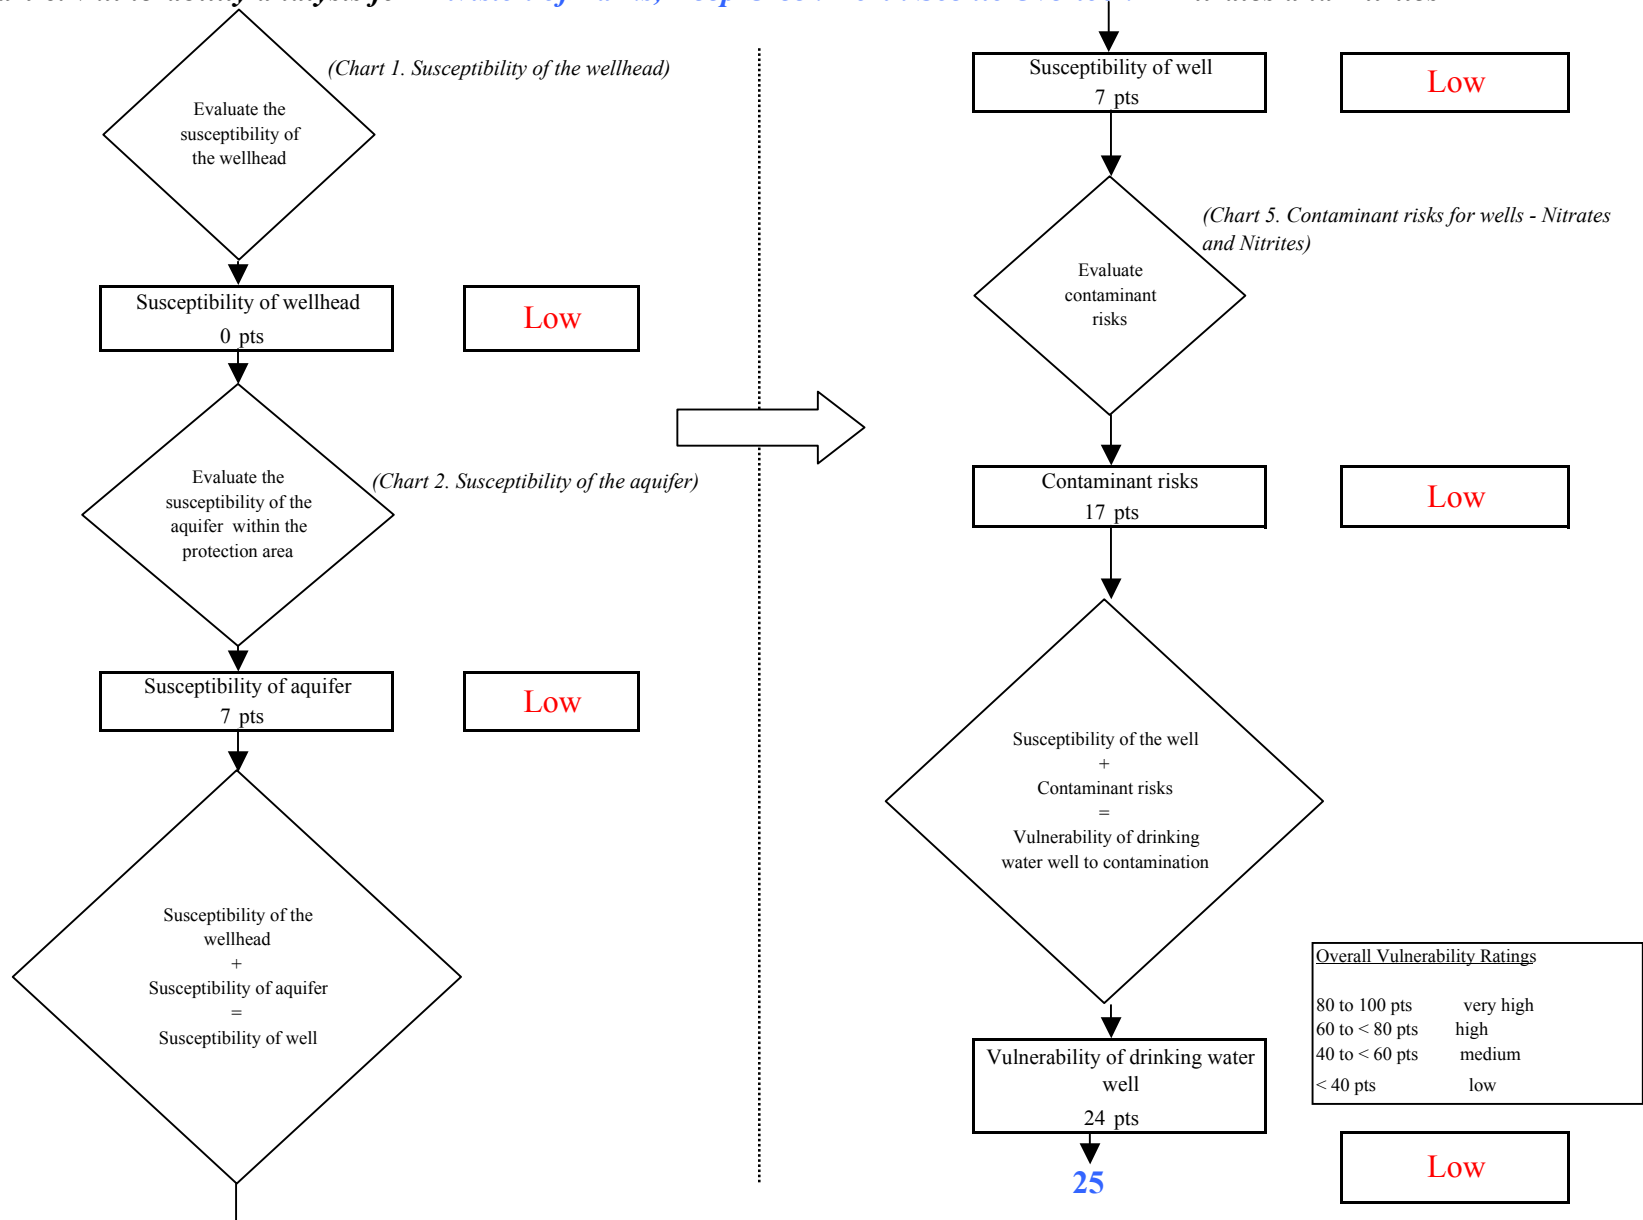 (Chart 1. Susceptibility of the wellhead)
Evaluate the
susceptibility of
the wellhead
Susceptibility of wellhead
0 pts
Low
Evaluate the
susceptibility of the
aquifer within the
protection area
(Chart 2. Susceptibility of the aquifer)
Susceptibility of aquifer
7 pts
Low
Susceptibility of the
wellhead
+
Susceptibility of aquifer
=
Susceptibility of well
Susceptibility of well
7 pts
Low
(Chart 5. Contaminant risks for wells - Nitrates
and Nitrites)
Evaluate
contaminant
risks
Contaminant risks
17 pts
Low
Susceptibility of the well
+
Contaminant risks
=
Vulnerability of drinking
water well to contamination
Overall Vulnerability Ratings
80 to 100 pts very high
60 to < 80 pts high
40 to < 60 pts medium
< 40 pts low
Vulnerability of drinking water
well
24 pts
25
Low